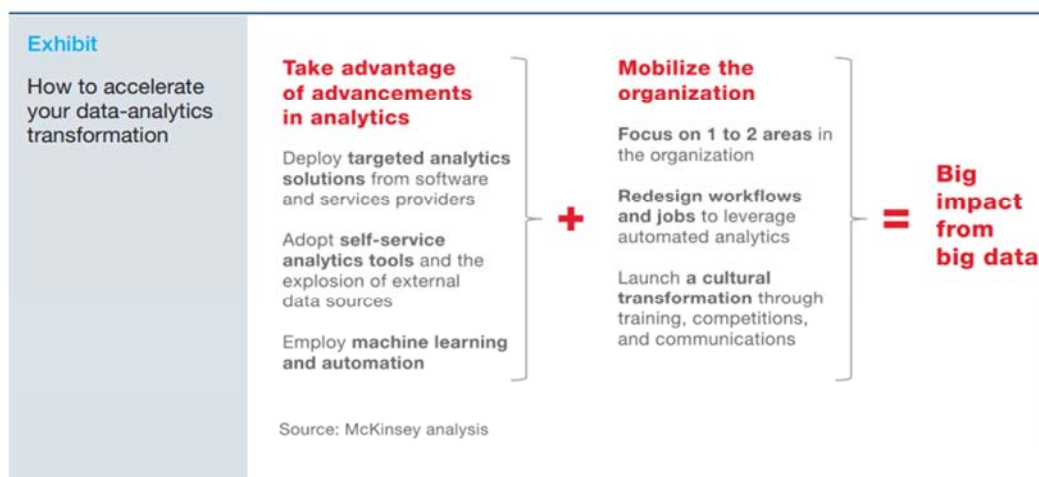 Exhibit
How to accelerate
your data-analytics
transformation
Take advantage
of advancements
in analytics
Deploy targeted analytics
solutions from software
and services providers
Adopt self-service
analytics tools and the
explosion of external
data sources
Employ machine learning
and automation
+
Mobilize the
organization
Focus on 1 to 2 areas in
the organization
Redesign workflows
and jobs to leverage
automated analytics
Launch a cultural
transformation through
training, competitions,
and communications
=
Big
impact
from
big data
Source: McKinsey analysis